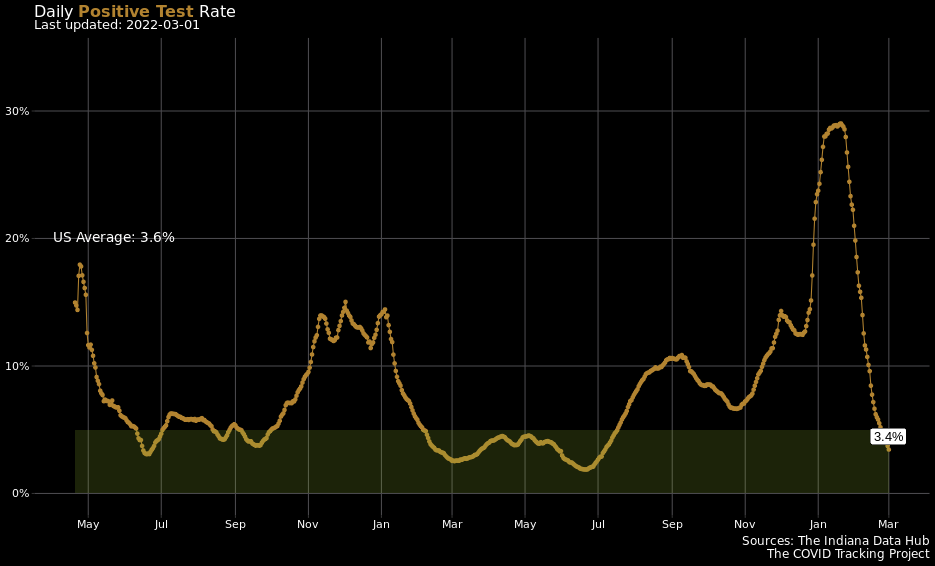 Daily Positive Test Rate
Last updated: 2022-03-01
30%
US Average: 3.6%
20%
10%
3.4%
0%
May Jul Sep Nov Jan Mar May Jul Sep Nov Jan Mar
Sources: The Indiana Data Hub
The COVID Tracking Project